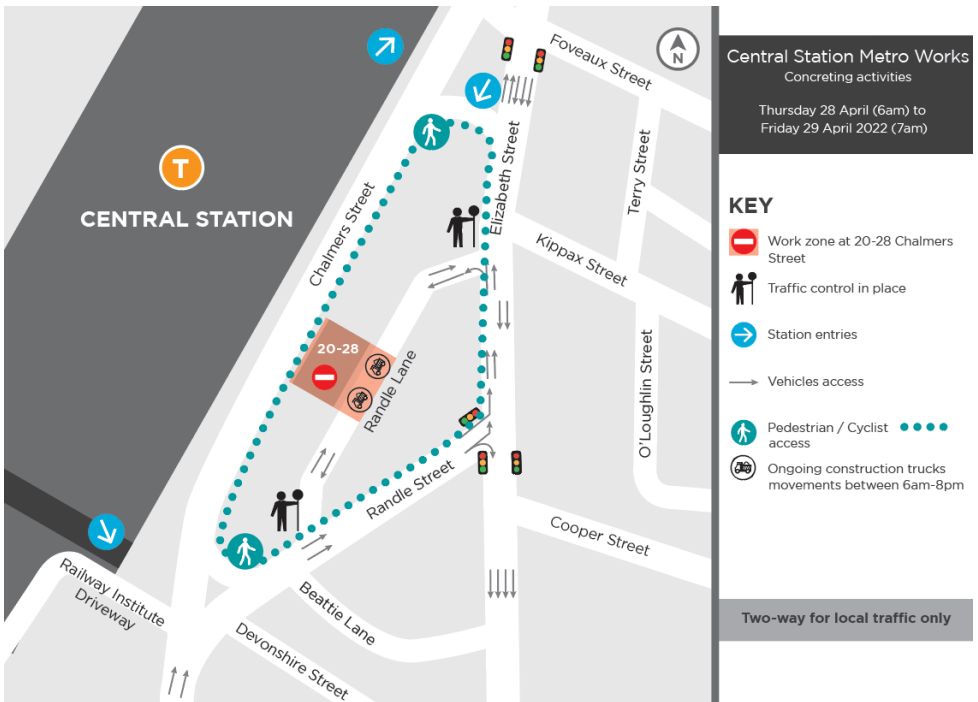 Foveaux Street
N
Central Station Metro Works
Concreting activities
Thursday 28 April (6am) to
Friday 29 April 2022 (7am)
T
CENTRAL STATION
Chalmers Street
Elizabeth Street
Terry Street
Kippax Street
KEY
Work zone at 20-28 Chalmers
Street
Traffic control in place
Station entries
Vehicles access
Pedestrian / Cyclist
access
Ongoing construction trucks
movements between 6am-8pm
20-28
Randle Lane
O'Loughlin Street
Randle Street
Cooper Street
Railway Institute
Driveway
Beattie Lane
Devonshire Street
Two-way for local traffic only